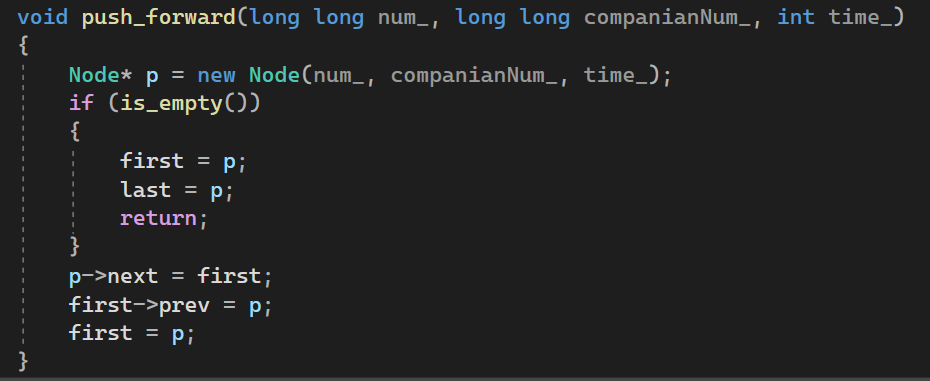 void push_forward(long long num_, long long companianNum_, int time_)
{
Node* p = new Node(num_, companianNum_, time_);
if (is_empty())
{
first = p;
last = p;
return;
}
p->next = first;
first->prev = p;
first = p;
}